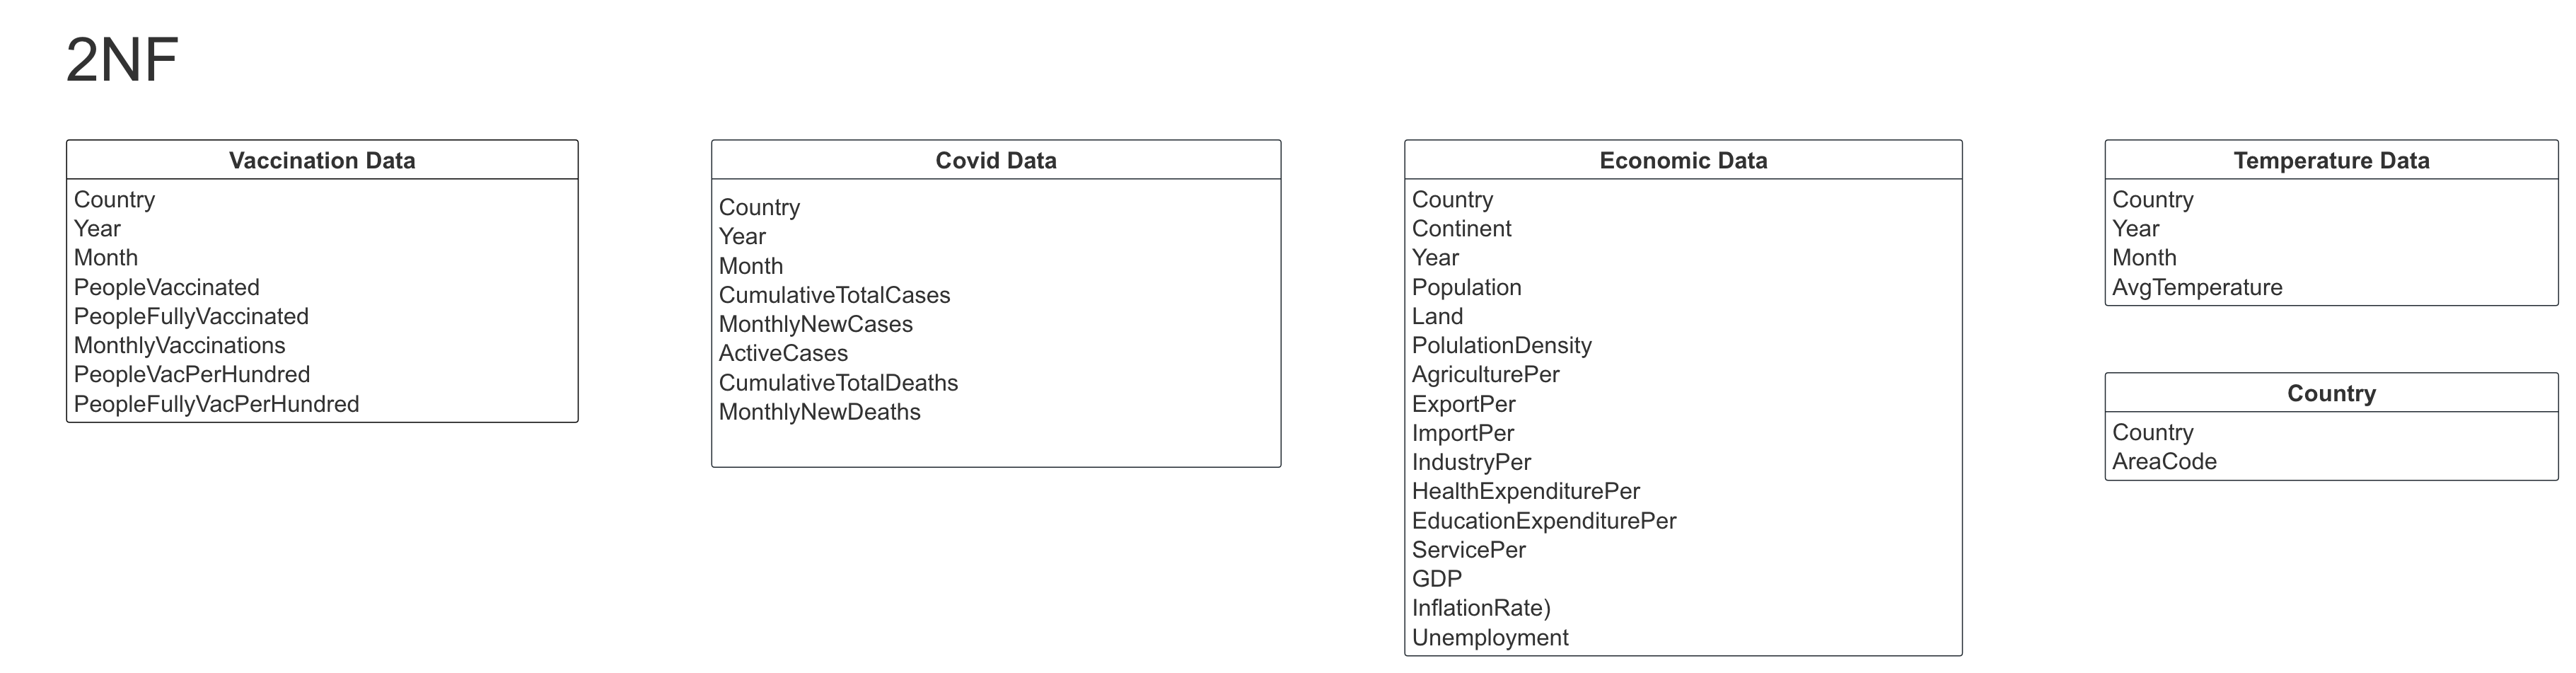 2NF
Vaccination Data
Country
Year
Month
PeopleVaccinated
PeopleFullyVaccinated
MonthlyVaccinations
PeopleVacPerHundred
PeopleFullyVacPerHundred
Covid Data
Country
Year
Month
CumulativeTotalCases
MonthlyNewCases
ActiveCases
CumulativeTotalDeaths
MonthlyNewDeaths
Economic Data
Country
Continent
Year
Population
Land
PolulationDensity
AgriculturePer
ExportPer
ImportPer
IndustryPer
HealthExpenditurePer
EducationExpenditurePer
ServicePer
GDP
InflationRate)
Unemployment
Temperature Data
Country
Year
Month
AvgTemperature
Country
Country
AreaCode